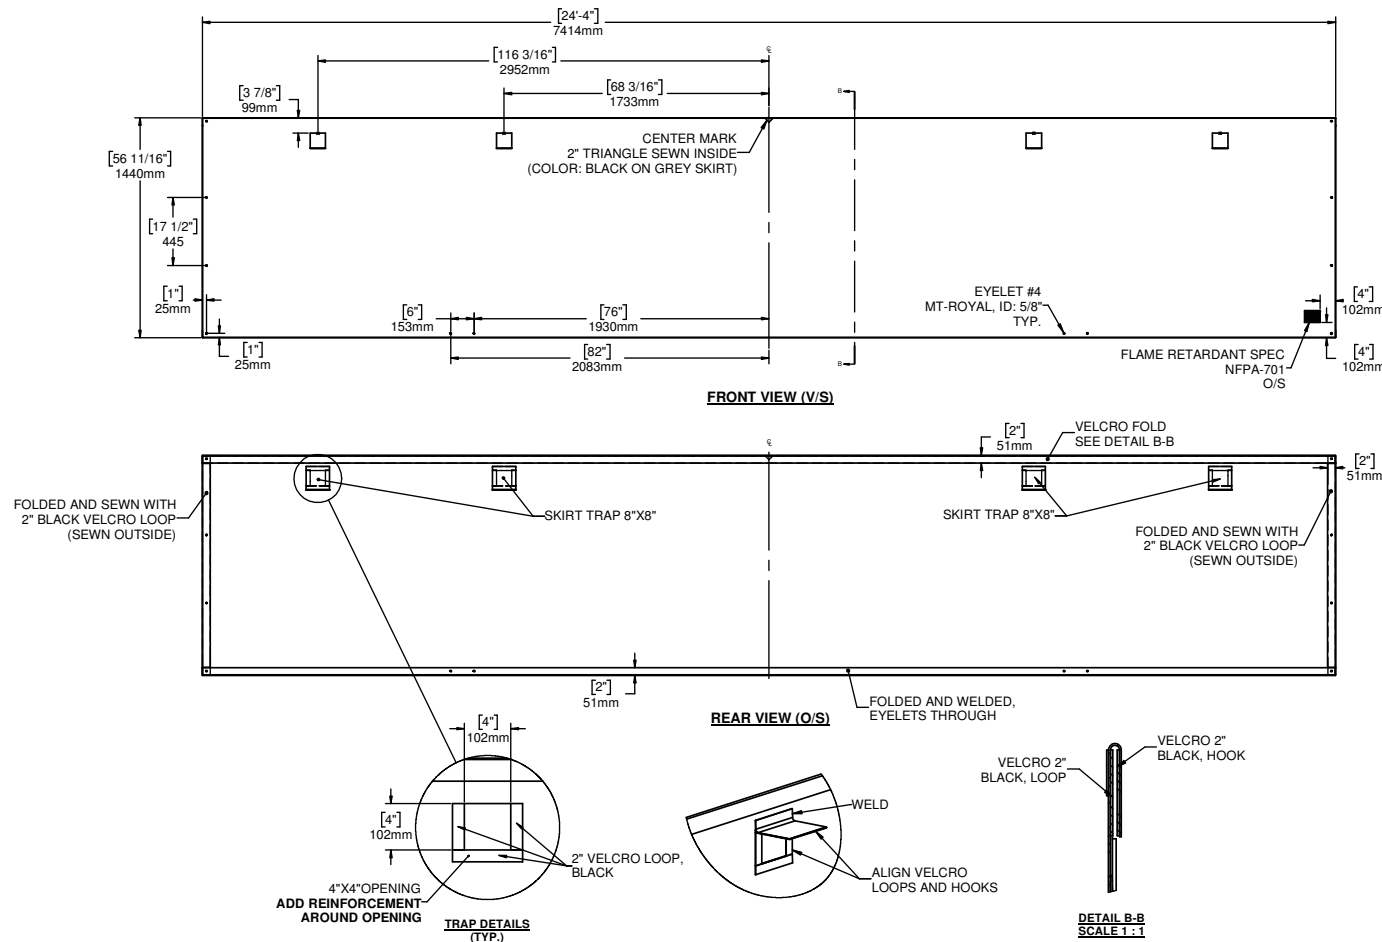 [24'-4"]
7414mm
℄
[116 3/16"]
2952mm
[68 3/16"]
1733mm
[3 7/8"]
99mm
B
CENTER MARK
2" TRIANGLE SEWN INSIDE
(COLOR: BLACK ON GREY SKIRT)
[56 11/16"]
1440mm
[17 1/2"]
445
[1"]
25mm
[6"]
153mm
[76"]
1930mm
EYELET #4
MT-ROYAL, ID: 5/8"
TYP.
[4"]
102mm
[1"]
25mm
[82"]
2083mm
B
FLAME RETARDANT SPEC
NFPA-701
O/S
[4"]
102mm
FRONT VIEW (V/S)
℄
[2"]
51mm
VELCRO FOLD
SEE DETAIL B-B
[2"]
51mm
FOLDED AND SEWN WITH
2" BLACK VELCRO LOOP
(SEWN OUTSIDE)
SKIRT TRAP 8"X8"
SKIRT TRAP 8"X8"
FOLDED AND SEWN WITH
2" BLACK VELCRO LOOP
(SEWN OUTSIDE)
[2"]
51mm
FOLDED AND WELDED,
EYELETS THROUGH
REAR VIEW (O/S)
[4"]
102mm
[4"]
102mm
2" VELCRO LOOP,
BLACK
4"X4"OPENING
ADD REINFORCEMENT
AROUND OPENING
TRAP DETAILS
(TYP.)
WELD
ALIGN VELCRO
LOOPS AND HOOKS
VELCRO 2"
BLACK, LOOP
VELCRO 2"
BLACK, HOOK
DETAIL B-B
SCALE 1 : 1